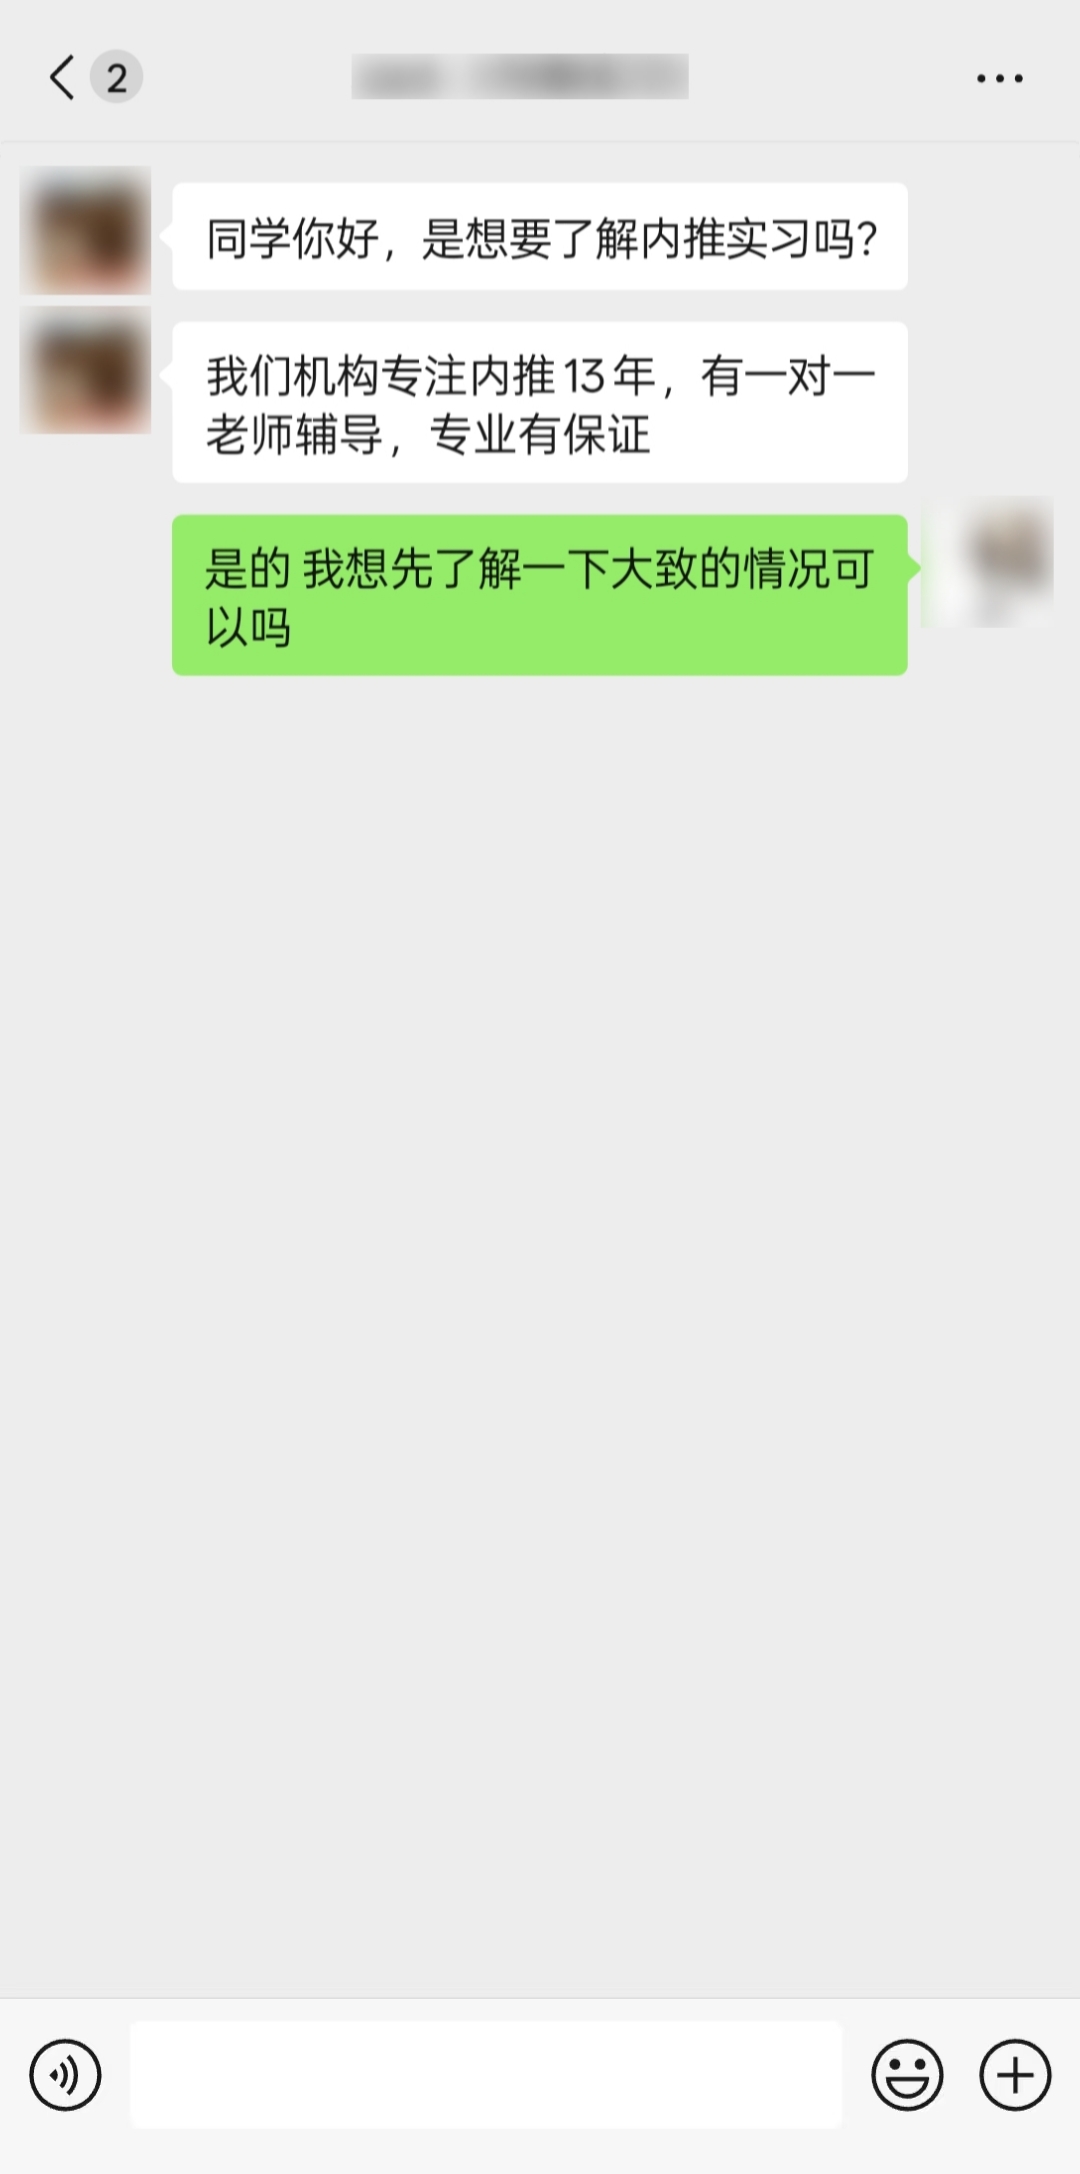 2
同学你好，是想要了解内推实习吗？
我们机构专注内推13年，有一对一
老师辅导，专业有保证
是的 我想先了解一下大致的情况可
以吗